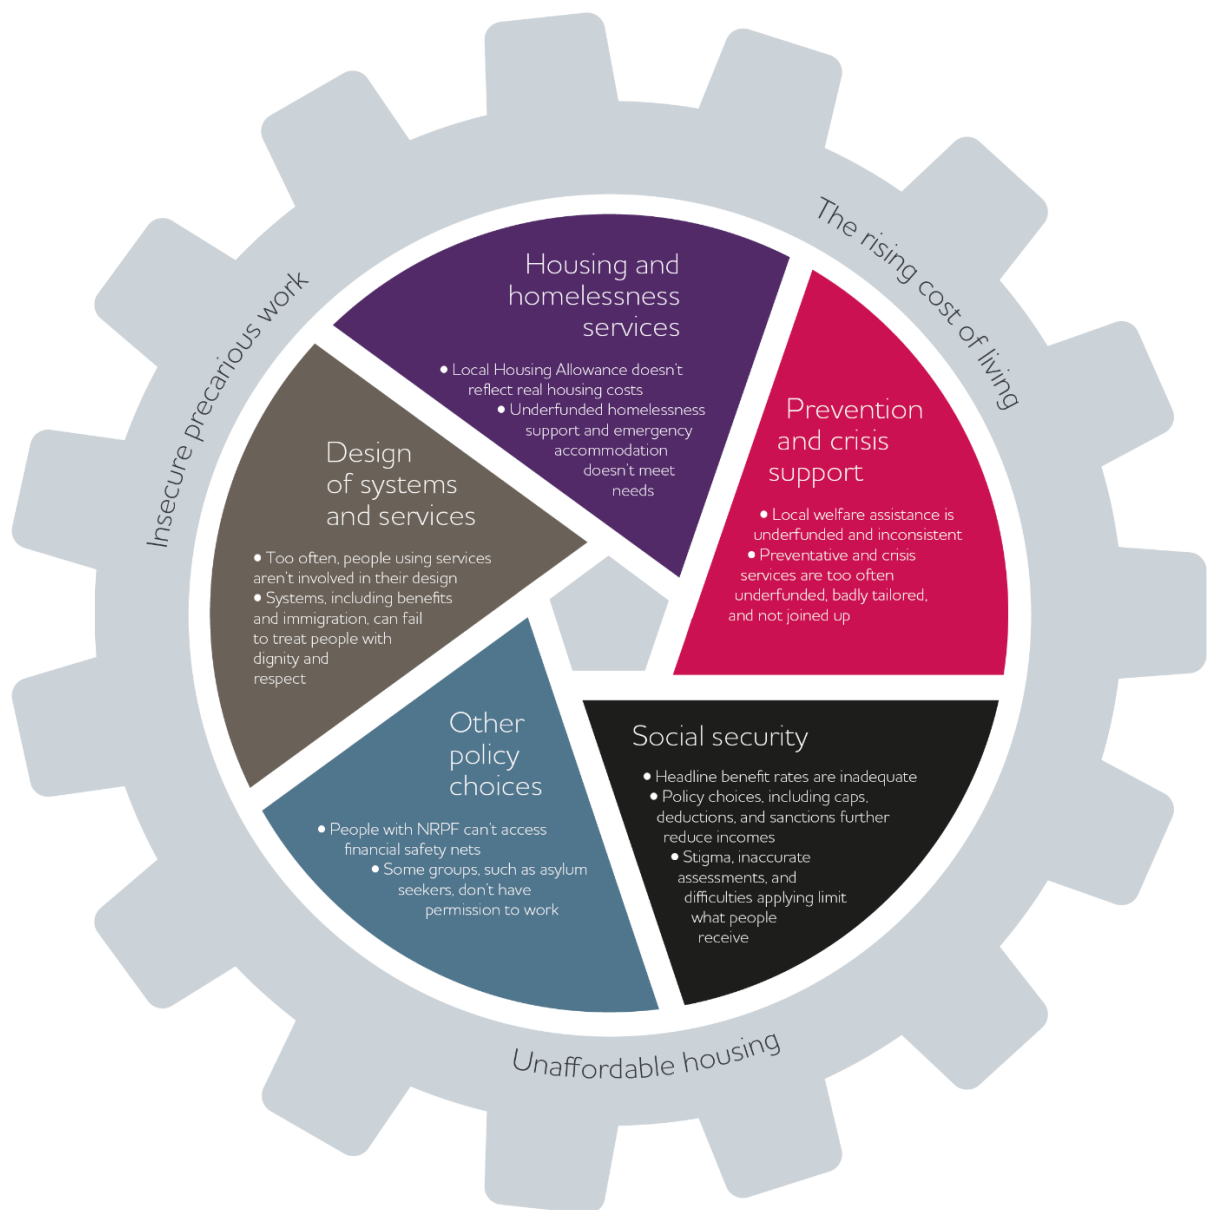 Insecure precarious work
The rising cost of living
Housing and
homelessness
services
• Local Housing Allowance doesn't
reflect real housing costs
• Underfunded homelessness
support and emergency
accommodation
doesn't meet
needs
Prevention
and crisis
support
• Local welfare assistance is
underfunded and inconsistent
• Preventative and crisis
services are too often
underfunded, badly tailored,
and not joined up
Design
of systems
and services
• Too often, people using services
aren't involved in their design
• Systems, including benefits
and immigration, can fail
to treat people with
dignity and
respect
Other
policy
choices
• People with NRPF can't access
financial safety nets
• Some groups, such as asylum
seekers, don't have
permission to work
Social security
• Headline benefit rates are inadequate
• Policy choices, including caps,
deductions, and sanctions further
reduce incomes
• Stigma, inaccurate
assessments, and
difficulties applying limit
what people
receive
Unaffordable housing